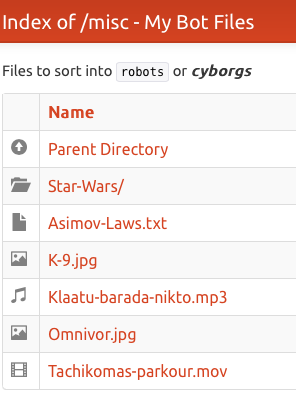 Index of /misc - My Bot Files
Files to sort into robots or cyborgs
Name
Parent Directory
Star-Wars/
Asimov-Laws.txt
K-9.jpg
Klaatu-barada-nikto.mp3
Omnivor.jpg
Tachikomas-parkour.mov